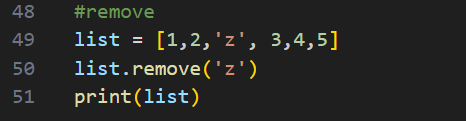 48 #remove
49 list = [1,2,'z', 3,4,5]
50 list.remove('z')
51 print(list)